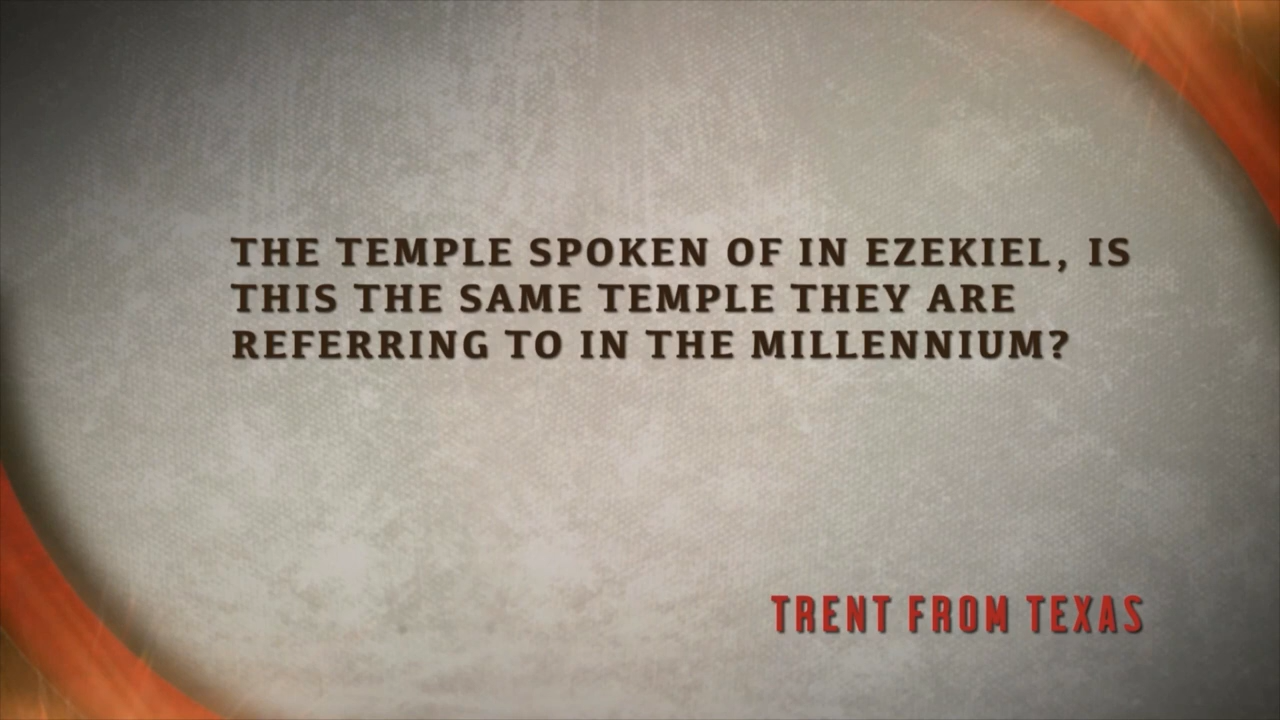 THE TEMPLE SPOKEN OF IN EZEKIEL, IS
THIS THE SAME TEMPLE THEY ARE
REFERRING TO IN THE MILLENNIUM?
TRENT FROM TEXAS